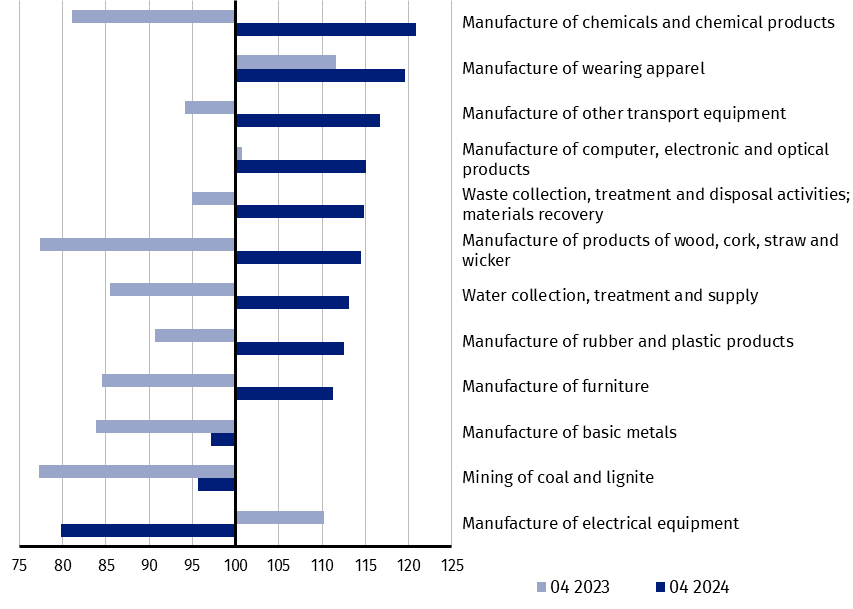 Manufacture of chemicals and chemical products
Manufacture of wearing apparel
Manufacture of other transport equipment
Manufacture of computer, electronic and optical
products
Waste collection, treatment and disposal activities;
materials recovery
Manufacture of products of wood, cork, straw and
wicker
Water collection, treatment and supply
Manufacture of rubber and plastic products
Manufacture of furniture
Manufacture of basic metals
Mining of coal and lignite
Manufacture of electrical equipment
75 80 85 90 95 100 105 110 115 120 125
04 2023 04 2024